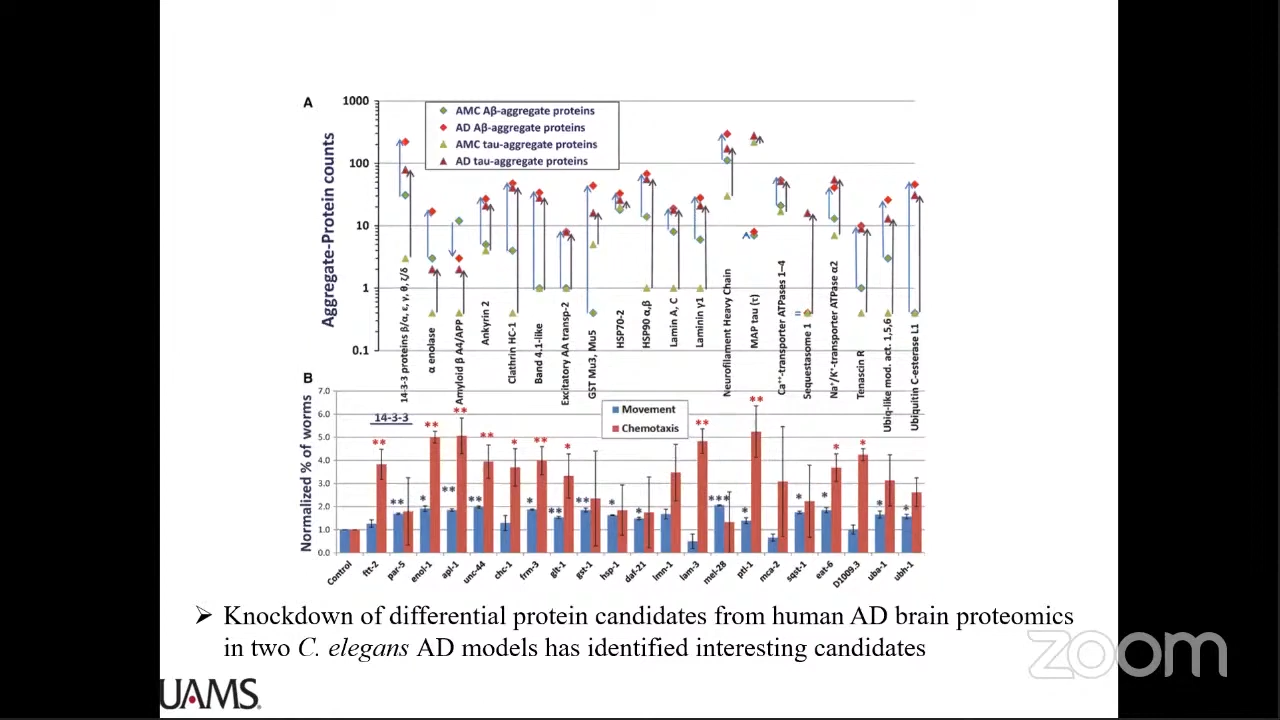 A
1000
100
10
1
0.1
Aggregate-Protein counts
AMC Aβ-aggregate proteins
AD Aβ-aggregate proteins
AMC tau-aggregate proteins
AD tau-aggregate proteins
14-3-3 proteins β/α, ε, γ, θ, ζ/δ
α enolase
Amyloid β A4/APP
Ankyrin 2
Clathrin HC-1
Band 4.1-like
Excitatory AA transp-2
GST Mu3, Mu5
HSP70-2
HSP90 α,β
Lamin A, C
Laminin γ1
Neurofilament Heavy Chain
MAP tau (τ)
Ca⁺⁺-transporter ATPases 1–4
=
Sequestasome 1
Na⁺/K⁺-transporter ATPase α2
Tenascin R
Ubiq-like mod. act. 1,5,6
Ubiquitin C-esterase L1
B
7.0
6.0
5.0
4.0
3.0
2.0
1.0
0.0
Normalized % of worms
14-3-3
Movement
Chemotaxis
** ** ** ** * ** * ** ** * *
** * ** ** * ** ** * * *** * * * * *
Control
ftt-2
par-5
enol-1
apl-1
unc-44
chc-1
frm-3
glt-1
gst-1
hsp-1
daf-21
lmn-1
lam-3
mel-28
ptl-1
mca-2
sqst-1
eat-6
D1009.3
uba-1
ubh-1
➢ Knockdown of differential protein candidates from human AD brain proteomics
in two C. elegans AD models has identified interesting candidates
UAMS
zoom